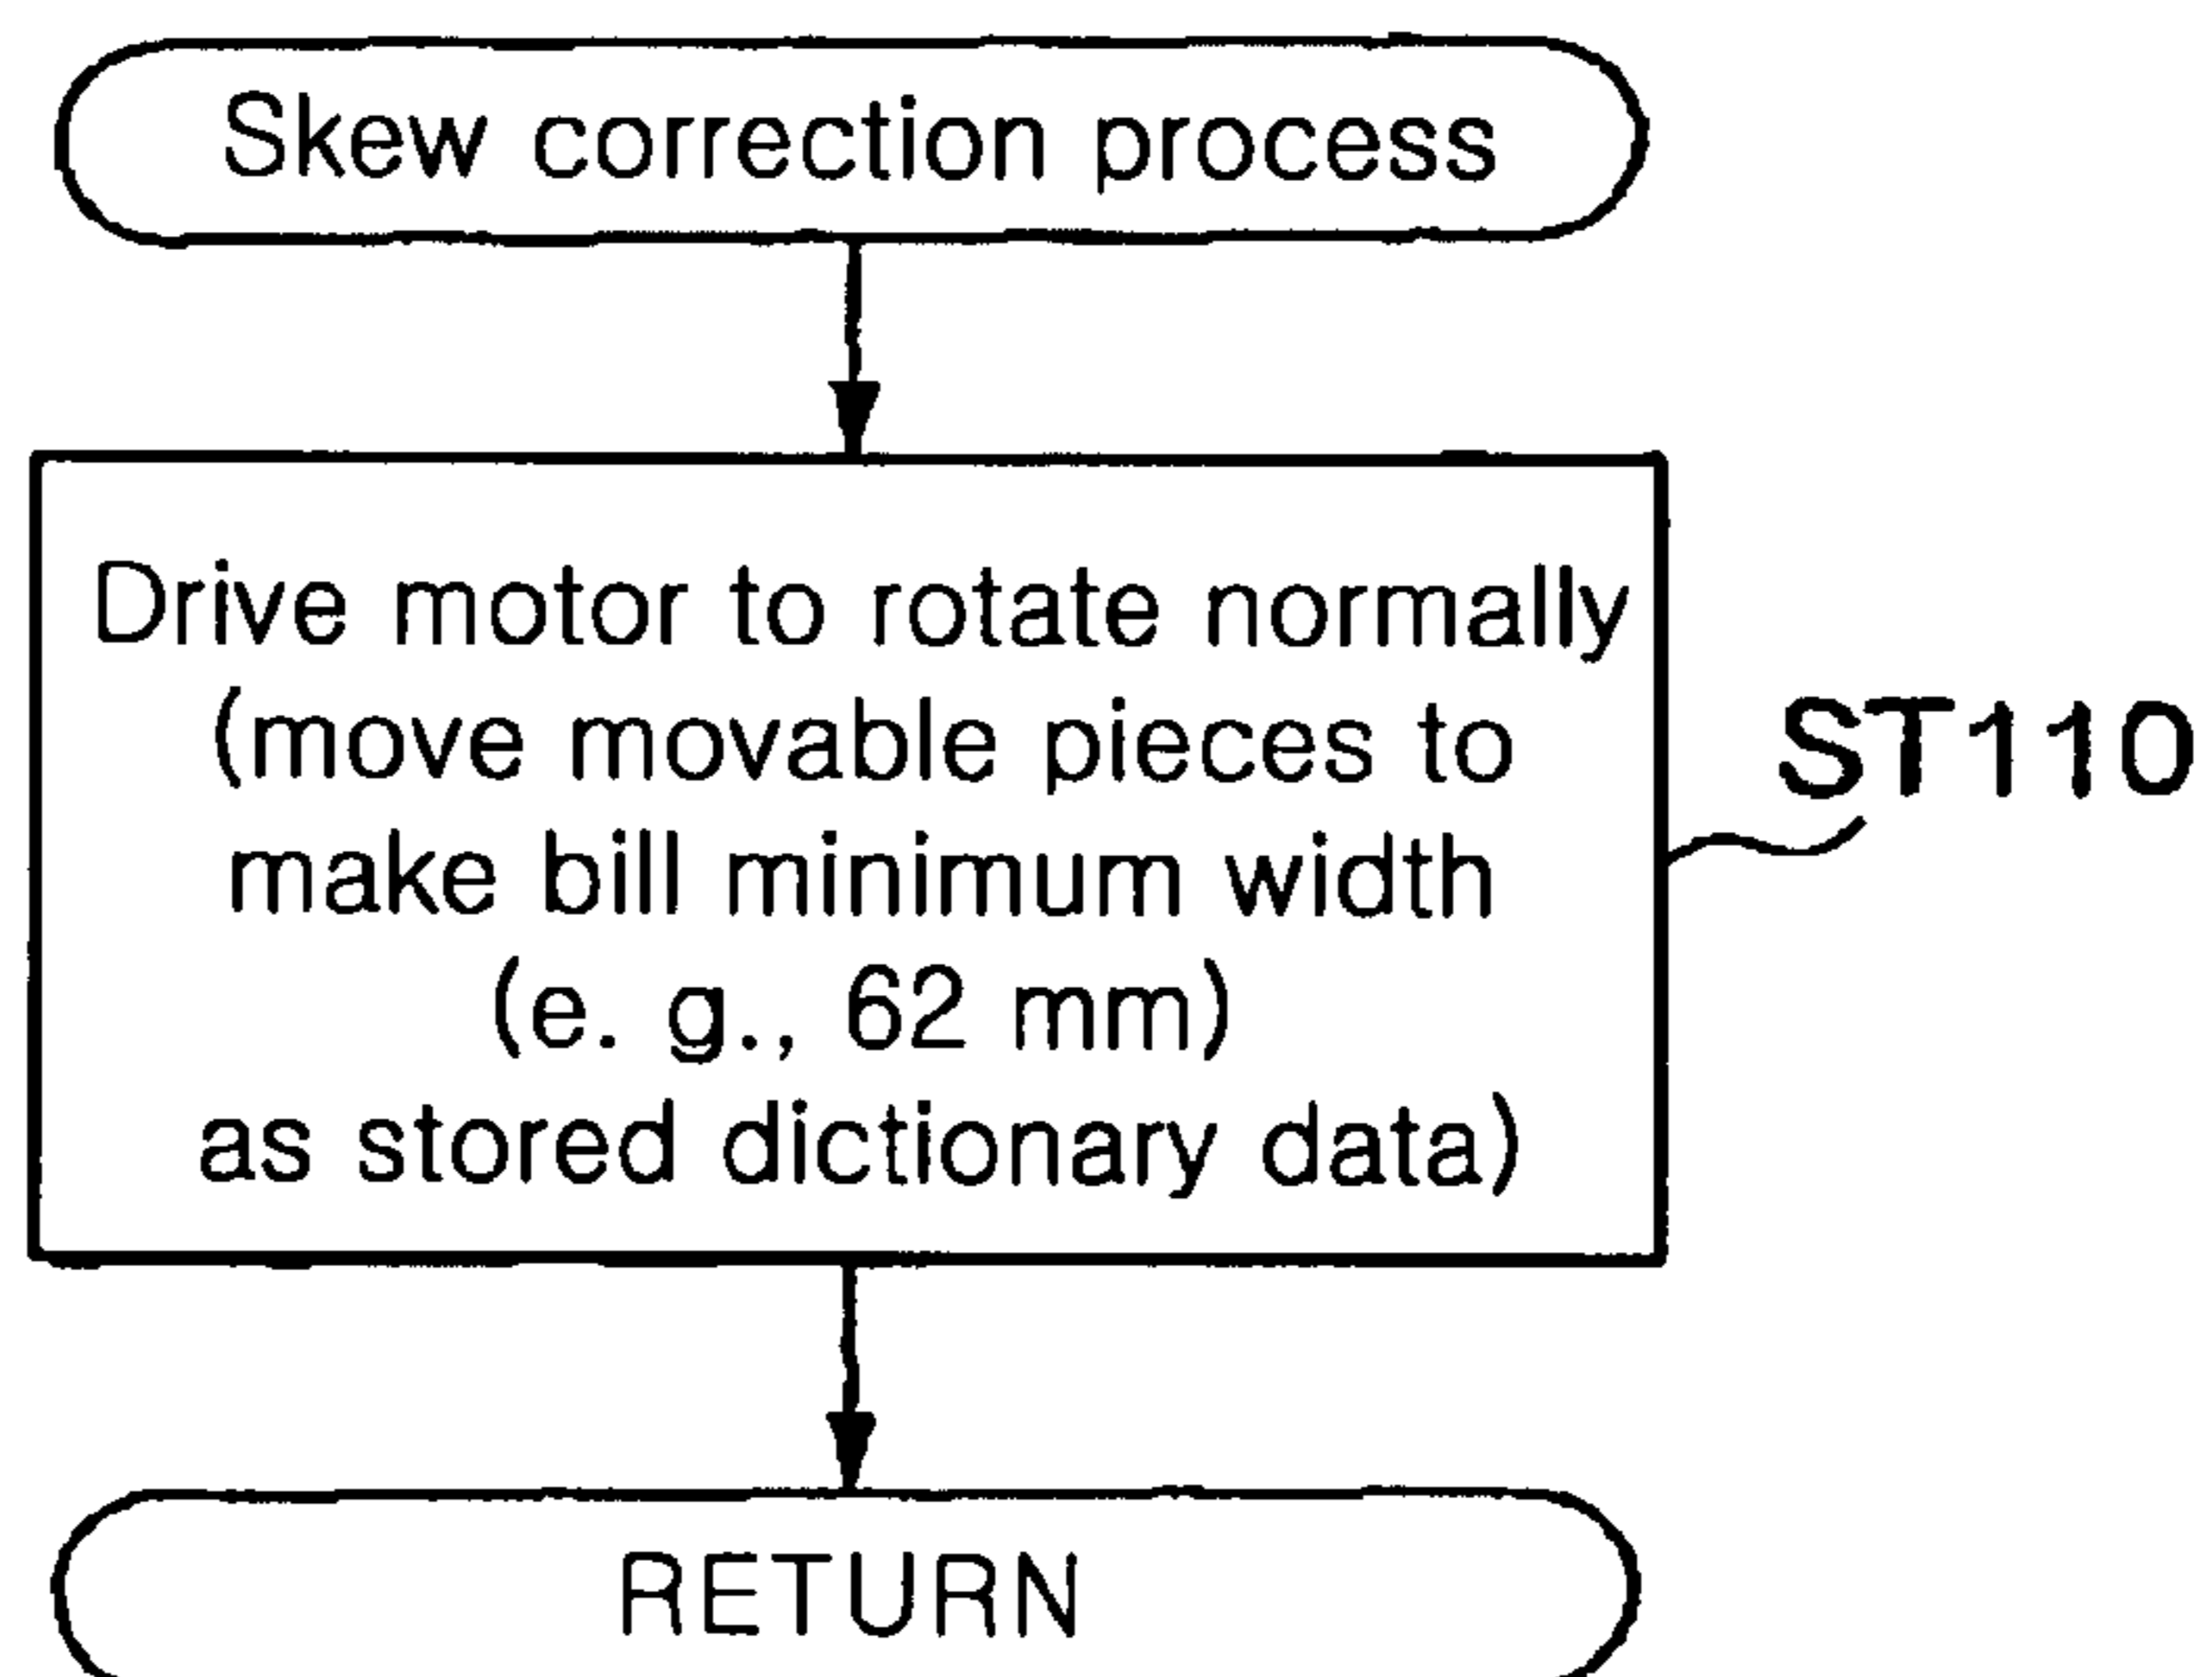 Skew correction process
Drive motor to rotate normally
(move movable pieces to
make bill minimum width
(e. g., 62 mm)
as stored dictionary data)
ST110
RETURN